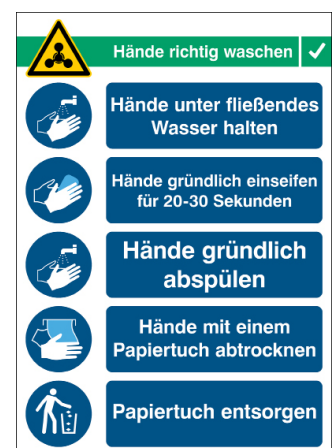 Hände richtig waschen
Hände unter fließendes
Wasser halten
Hände gründlich einseifen
für 20-30 Sekunden
Hände gründlich
abspülen
Hände mit einem
Papiertuch abtrocknen
Papiertuch entsorgen